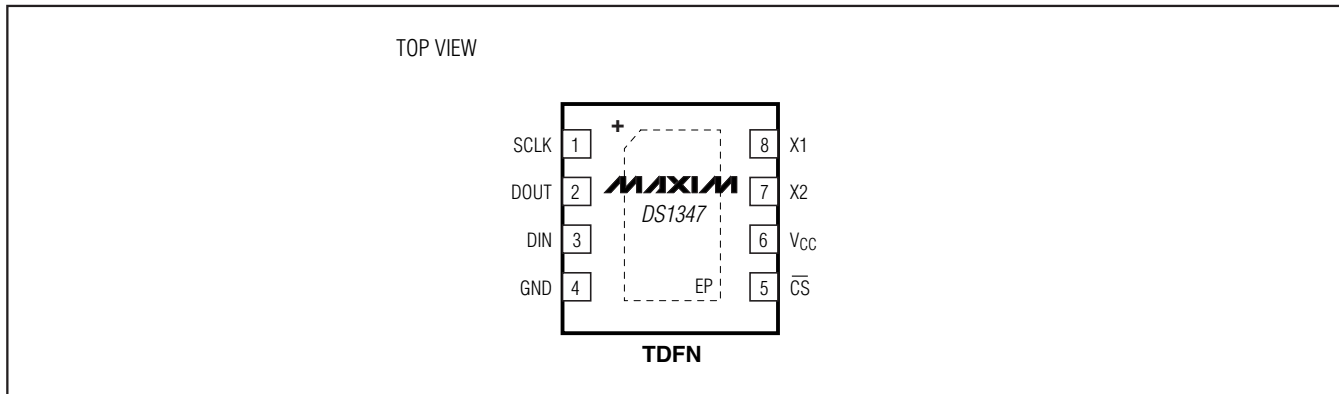 TOP VIEW
+
SCLK 1 8 X1
DOUT 2 MAXIM 7 X2
DS1347
DIN 3 6 VCC
GND 4 EP 5 C̅S̅
TDFN